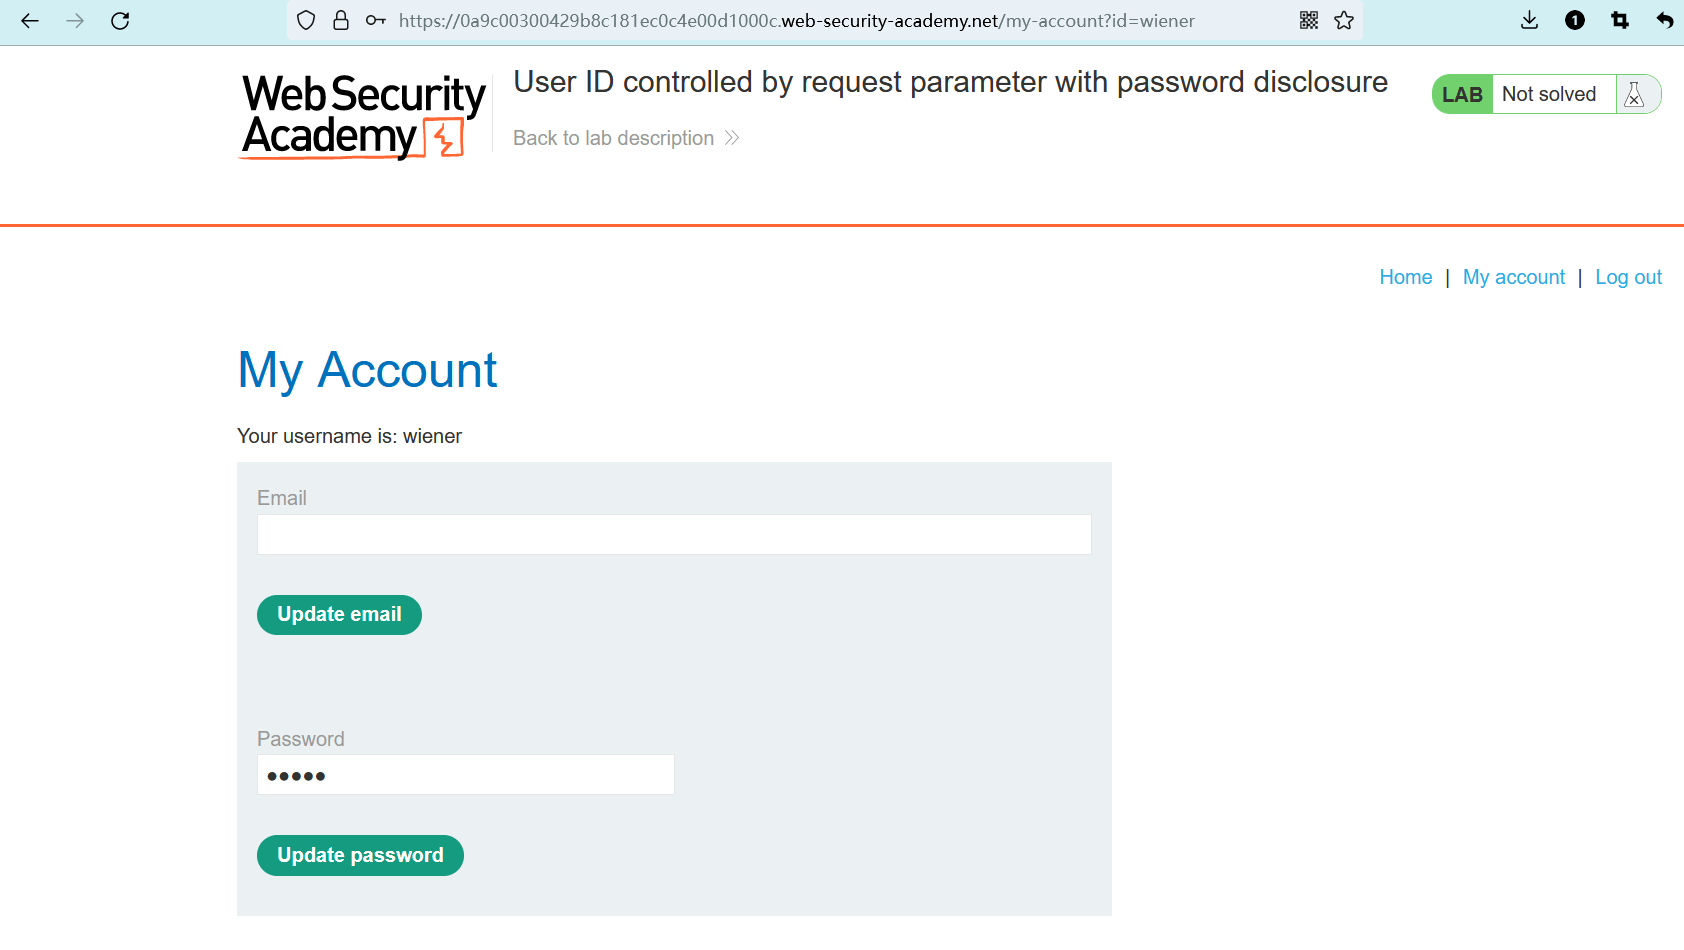 https://0a9c00300429b8c181ec0c4e00d1000c.web-security-academy.net/my-account?id=wiener
1
Web Security
Academy
User ID controlled by request parameter with password disclosure
Back to lab description
LAB Not solved
Home | My account | Log out
My Account
Your username is: wiener
Email
Update email
Password
•••••
Update password